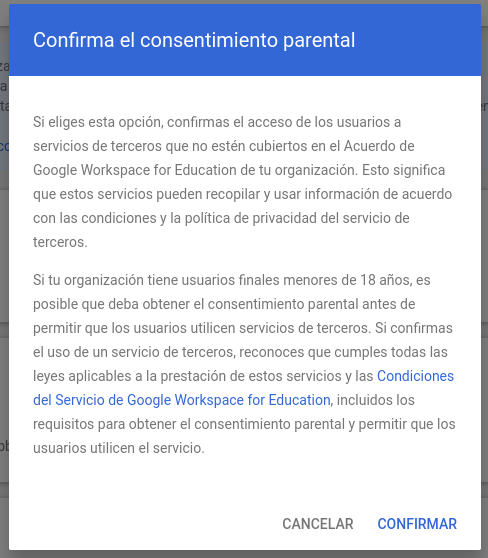 Confirma el consentimiento parental
Si eliges esta opción, confirmas el acceso de los usuarios a
servicios de terceros que no estén cubiertos en el Acuerdo de
Google Workspace for Education de tu organización. Esto significa
que estos servicios pueden recopilar y usar información de acuerdo
con las condiciones y la política de privacidad del servicio de
terceros.
Si tu organización tiene usuarios finales menores de 18 años, es
posible que deba obtener el consentimiento parental antes de
permitir que los usuarios utilicen servicios de terceros. Si confirmas
el uso de un servicio de terceros, reconoces que cumples todas las
leyes aplicables a la prestación de estos servicios y las Condiciones
del Servicio de Google Workspace for Education, incluidos los
requisitos para obtener el consentimiento parental y permitir que los
usuarios utilicen el servicio.
CANCELAR CONFIRMAR